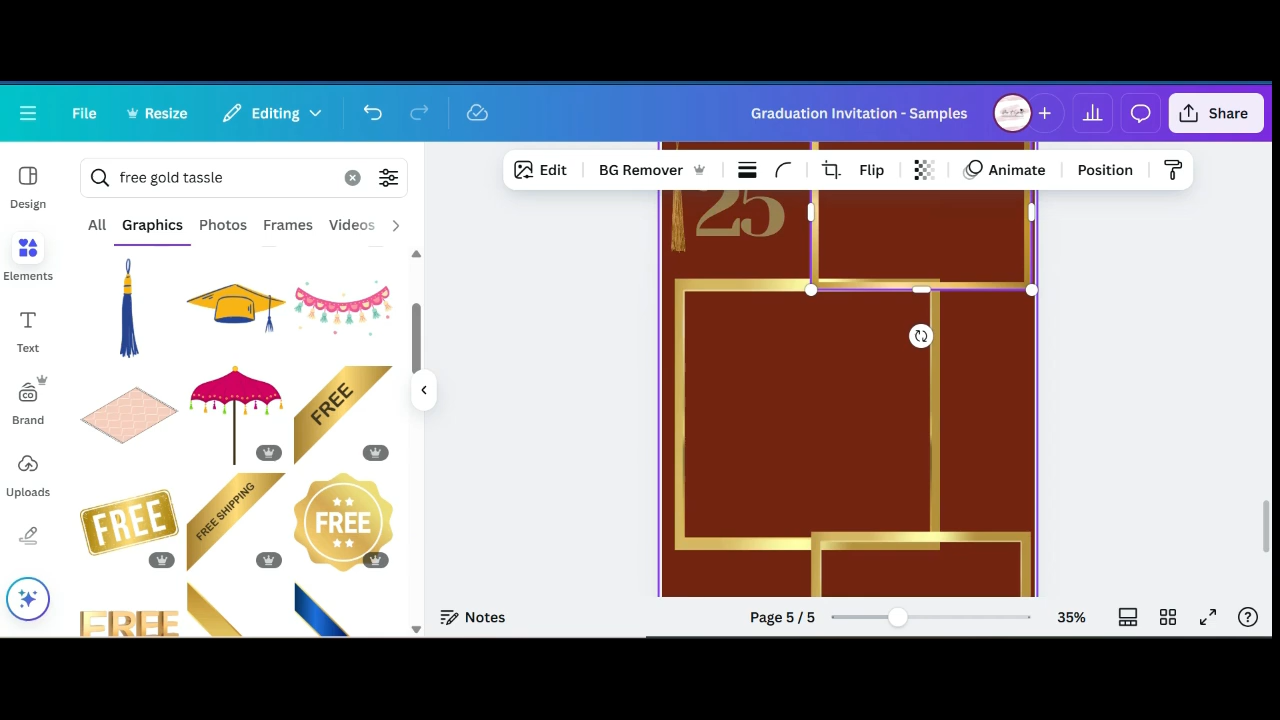 File
Resize
Editing
Graduation Invitation - Samples
Share
free gold tassle
Edit
BG Remover
Flip
Animate
Position
Design
Elements
Text
Brand
Uploads
All
Graphics
Photos
Frames
Videos
25
FREE
FREE
FREE SHIPPING
FREE
FREE
CO
Notes
Page 5 / 5
35%